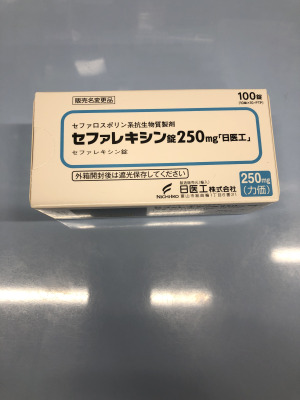 販売名変更品
100錠
セファロスポリン系抗生物質製剤
セファレキシン錠250mg「日医工」
セファレキシン錠
外箱開封後は遮光保存してください
NICHIIKO
日医工株式会社
250mg
(力価)